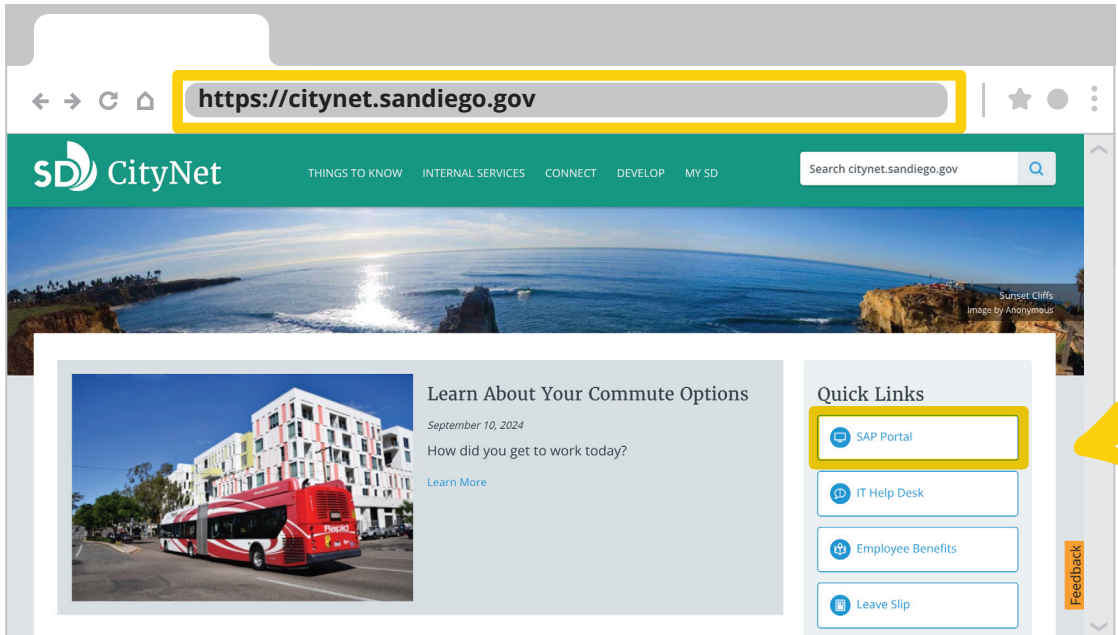 https://citynet.sandiego.gov
SD CityNet
THINGS TO KNOW INTERNAL SERVICES CONNECT DEVELOP MY SD
Search citynet.sandiego.gov
Sunset Cliffs
Image by Anonymous
Learn About Your Commute Options
September 10, 2024
How did you get to work today?
Learn More
Rapid
Quick Links
SAP Portal
IT Help Desk
Employee Benefits
Leave Slip
Feedback